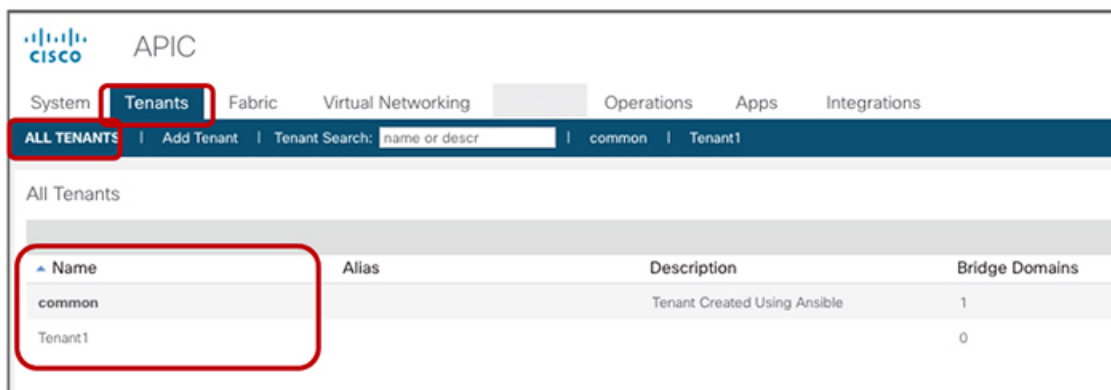 CISCO APIC
System Tenants Fabric Virtual Networking Operations Apps Integrations
ALL TENANTS | Add Tenant | Tenant Search: name or descr | common | Tenant1
All Tenants
Name Alias Description Bridge Domains
common Tenant Created Using Ansible 1
Tenant1 0